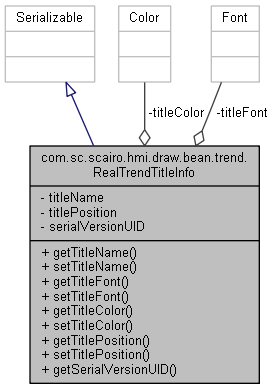 Serializable
Color
Font
-titleColor
-titleFont
com.sc.scairo.hmi.draw.bean.trend.
RealTrendTitleInfo
- titleName
- titlePosition
- serialVersionUID
+ getTitleName()
+ setTitleName()
+ getTitleFont()
+ setTitleFont()
+ getTitleColor()
+ setTitleColor()
+ getTitlePosition()
+ setTitlePosition()
+ getSerialVersionUID()